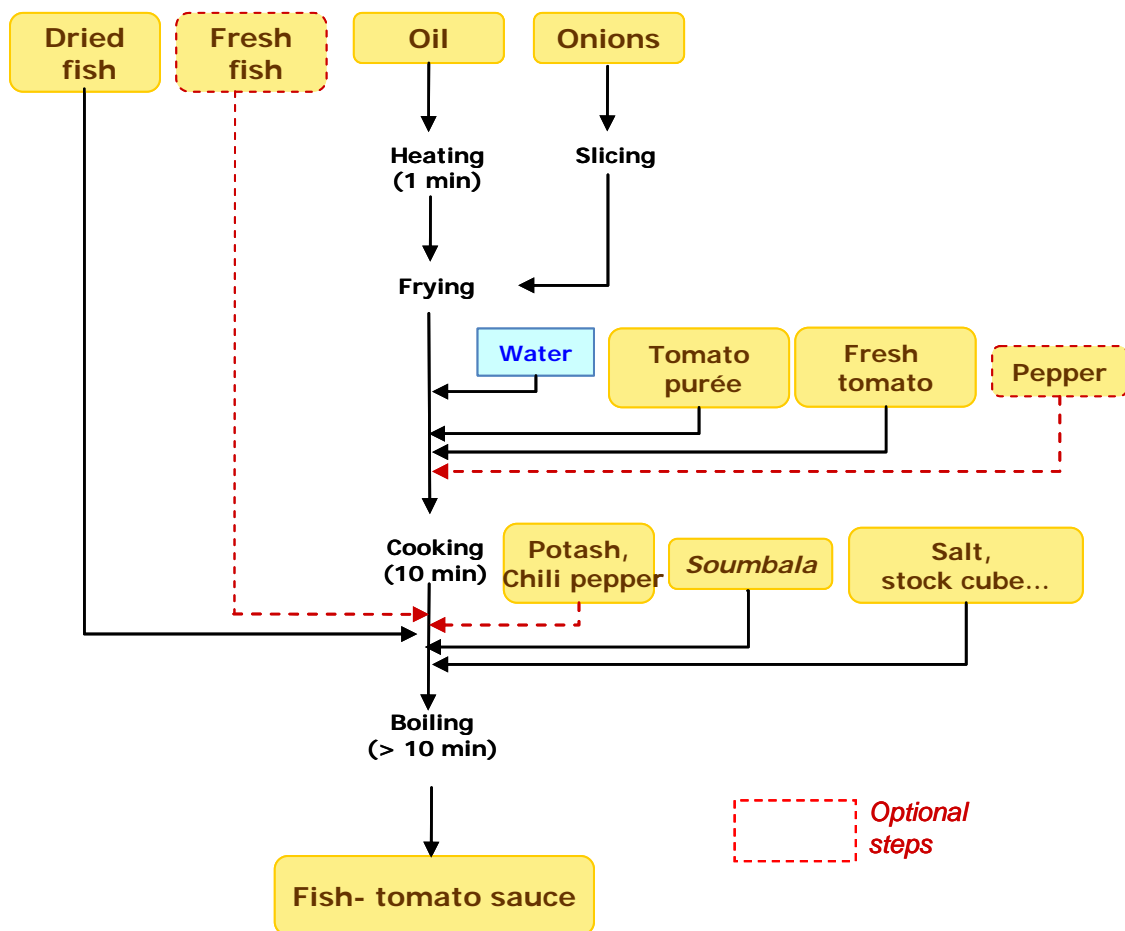 Dried
fish
Fresh
fish
Oil
Onions
Heating
(1 min)
Slicing
Frying
Water
Tomato
purée
Fresh
tomato
Pepper
Cooking
(10 min)
Potash,
Chili pepper
Soumbala
Salt,
stock cube...
Boiling
(> 10 min)
Optional
steps
Fish- tomato sauce